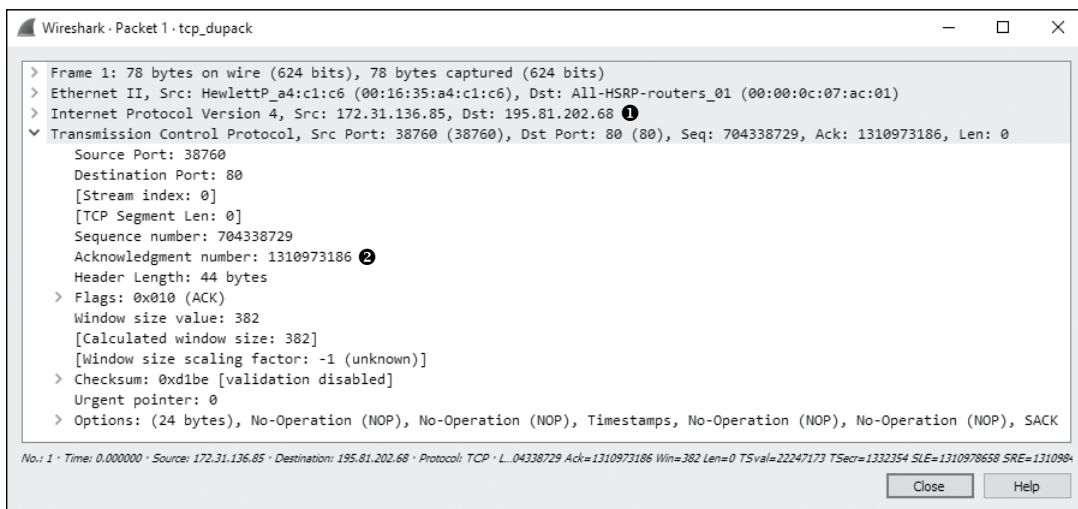 Wireshark · Packet 1 · tcp_dupack
> Frame 1: 78 bytes on wire (624 bits), 78 bytes captured (624 bits)
> Ethernet II, Src: HewlettP_a4:c1:c6 (00:16:35:a4:c1:c6), Dst: All-HSRP-routers_01 (00:00:0c:07:ac:01)
> Internet Protocol Version 4, Src: 172.31.136.85, Dst: 195.81.202.68 ❶
Transmission Control Protocol, Src Port: 38760 (38760), Dst Port: 80 (80), Seq: 704338729, Ack: 1310973186, Len: 0
Source Port: 38760
Destination Port: 80
[Stream index: 0]
[TCP Segment Len: 0]
Sequence number: 704338729
Acknowledgment number: 1310973186 ❷
Header Length: 44 bytes
> Flags: 0x010 (ACK)
Window size value: 382
[Calculated window size: 382]
[Window size scaling factor: -1 (unknown)]
> Checksum: 0xd1be [validation disabled]
Urgent pointer: 0
> Options: (24 bytes), No-Operation (NOP), No-Operation (NOP), Timestamps, No-Operation (NOP), No-Operation (NOP), SACK
No.: 1 · Time: 0.000000 · Source: 172.31.136.85 · Destination: 195.81.202.68 · Protocol: TCP · L...04338729 Ack=1310973186 Win=382 Len=0 TSval=22247173 TSecr=1332354 SLE=1310978658 SRE=1310984
Close Help